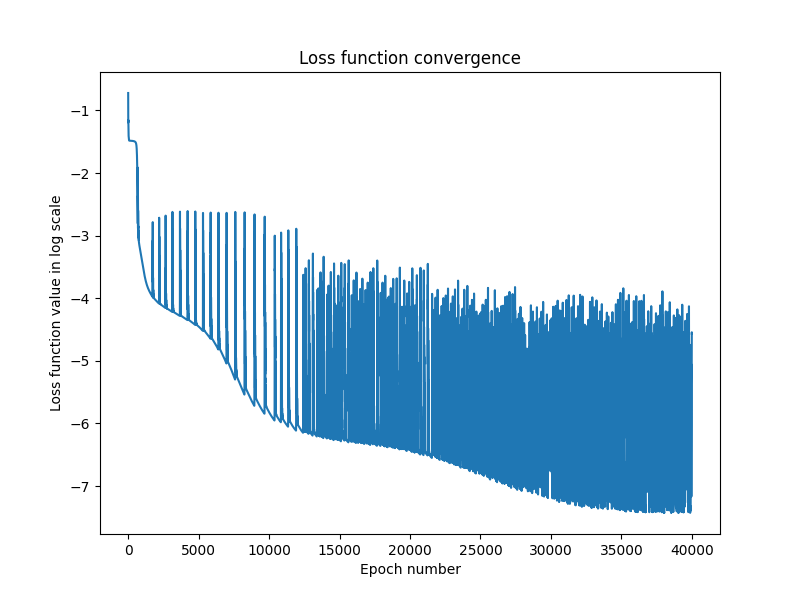 Loss function convergence
Loss function value in log scale
−1
−2
−3
−4
−5
−6
−7
0 5000 10000 15000 20000 25000 30000 35000 40000
Epoch number